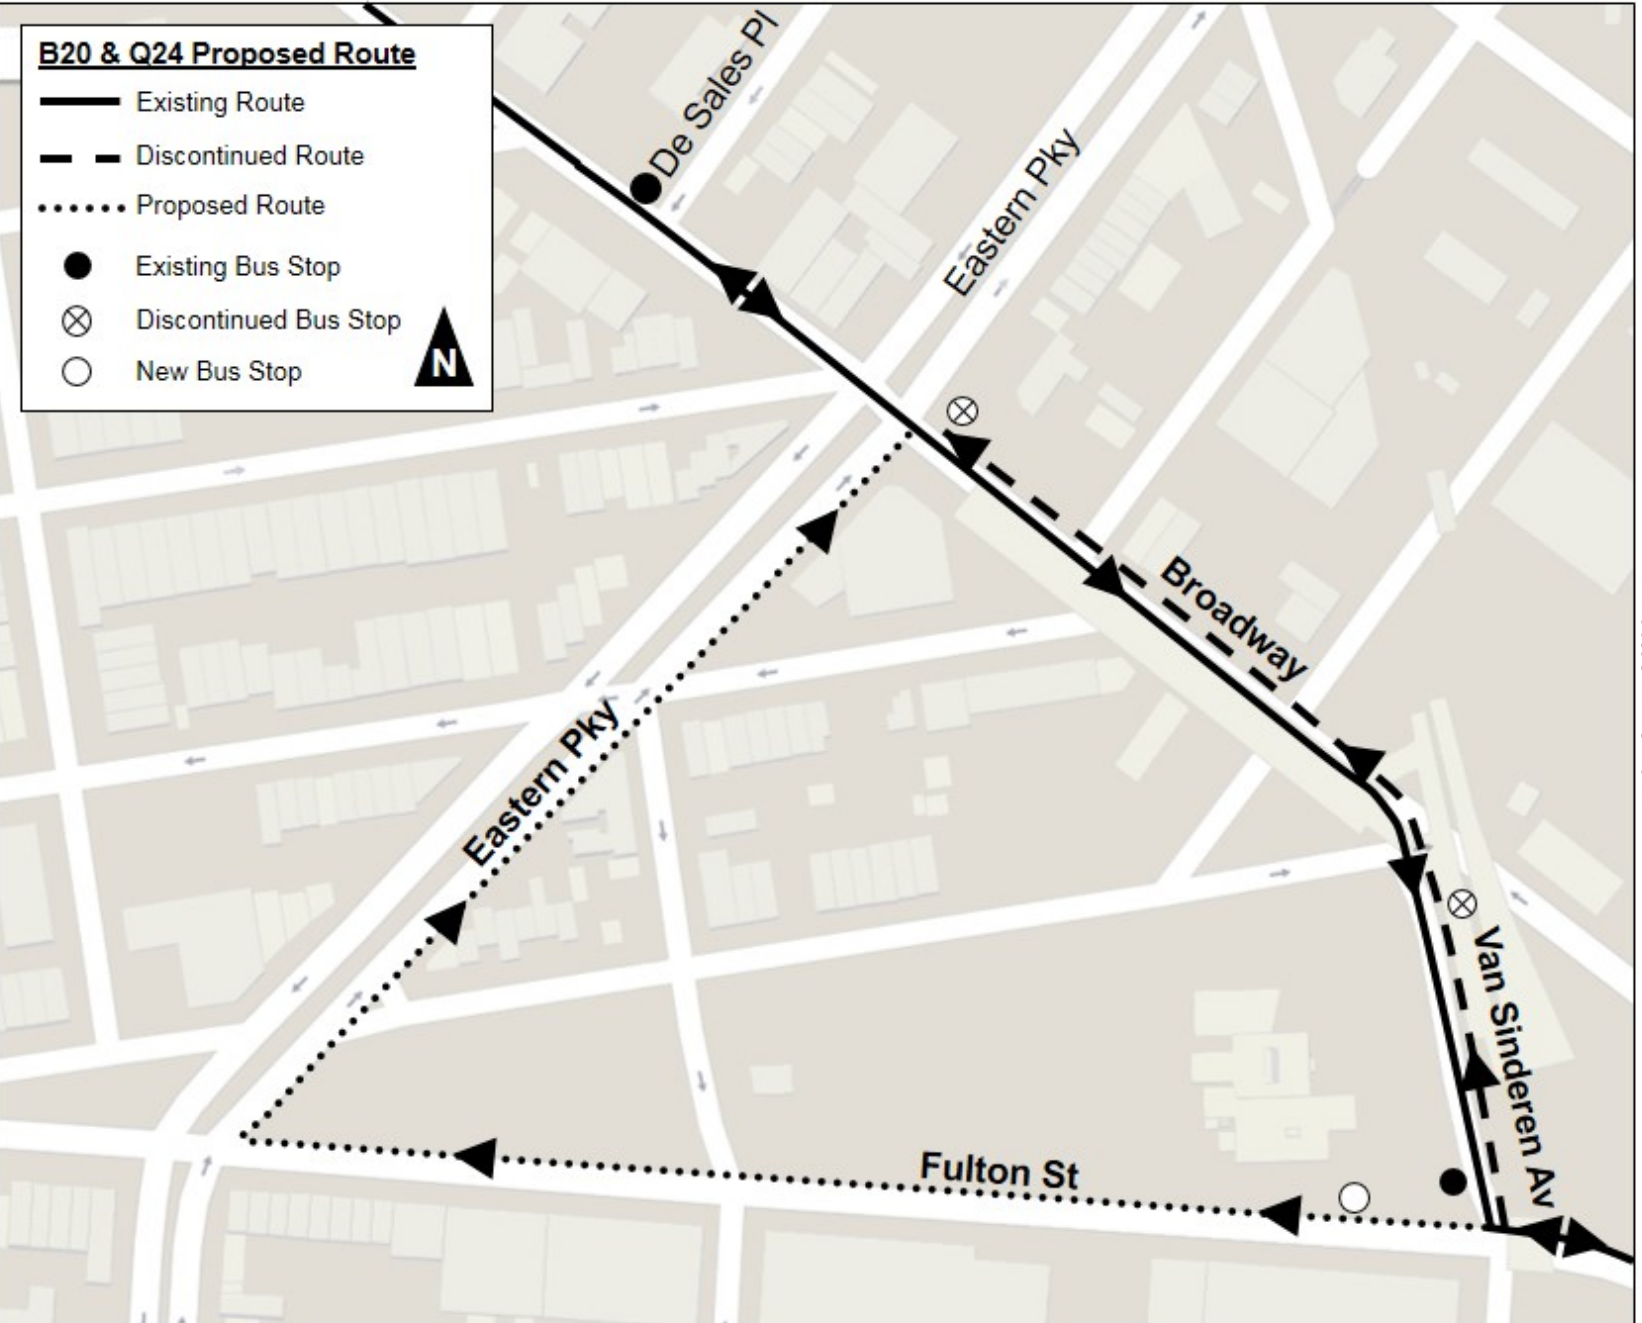 B20 & Q24 Proposed Route
Existing Route
Discontinued Route
Proposed Route
Existing Bus Stop
Discontinued Bus Stop
New Bus Stop
N
De Sales Pl
Eastern Pky
Broadway
Eastern Pky
Van Sinderen Av
Fulton St